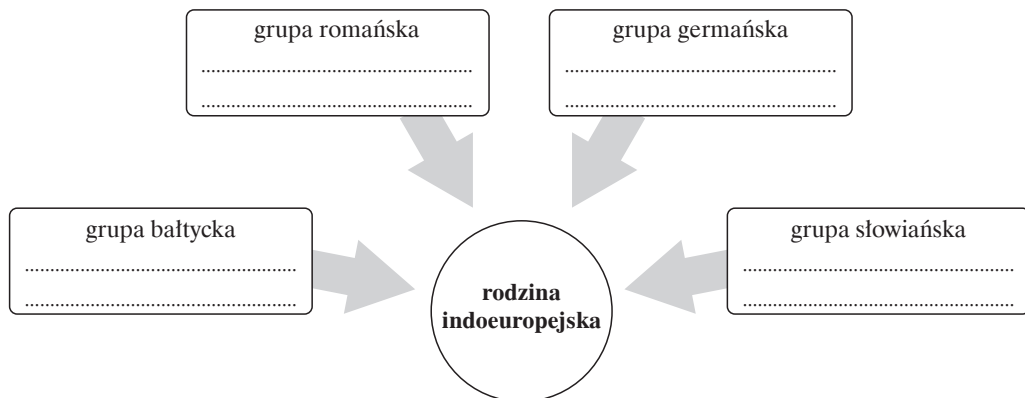 grupa romańska
................................................
................................................
grupa germańska
................................................
................................................
grupa bałtycka
................................................
................................................
grupa słowiańska
................................................
................................................
rodzina
indoeuropejska